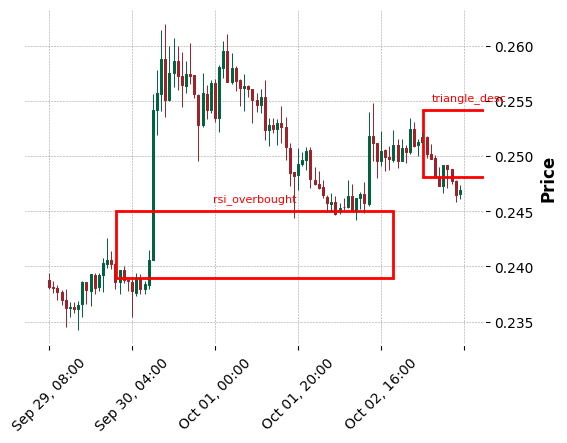 0.260
triangle_desc
0.255
0.250
Price
rsi_overbought
0.245
0.240
0.235
Sep 29, 08:00
Sep 30, 04:00
Oct 01, 00:00
Oct 01, 20:00
Oct 02, 16:00